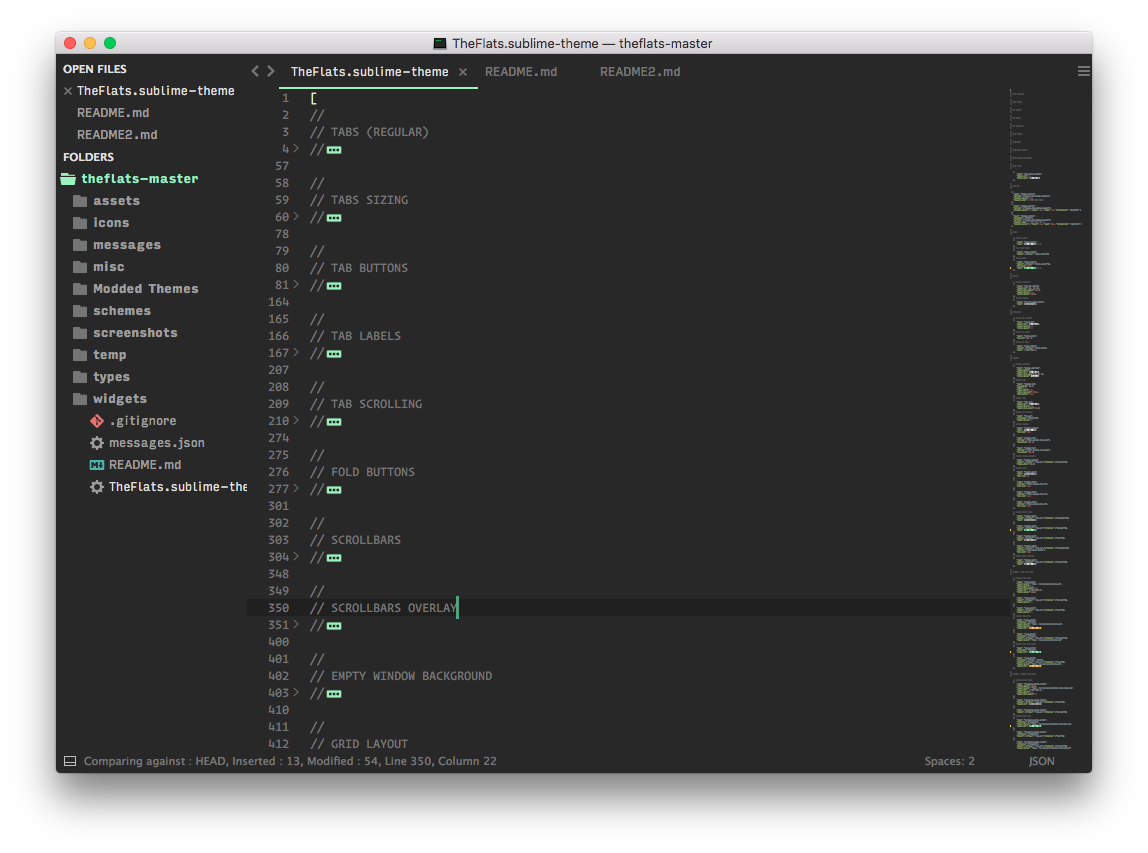 TheFlats.sublime-theme — theflats-master
OPEN FILES
TheFlats.sublime-theme
README.md
README2.md
FOLDERS
theflats-master
assets
icons
messages
misc
Modded Themes
schemes
screenshots
temp
types
widgets
.gitignore
messages.json
README.md
TheFlats.sublime-the
TheFlats.sublime-theme README.md README2.md
1 [
2 //
3 // TABS (REGULAR)
4 //
57
58 //
59 // TABS SIZING
60 //
78
79 //
80 // TAB BUTTONS
81 //
164
165 //
166 // TAB LABELS
167 //
207
208 //
209 // TAB SCROLLING
210 //
274
275 //
276 // FOLD BUTTONS
277 //
301
302 //
303 // SCROLLBARS
304 //
348
349 //
350 // SCROLLBARS OVERLAY
351 //
400
401 //
402 // EMPTY WINDOW BACKGROUND
403 //
410
411 //
412 // GRID LAYOUT
Comparing against : HEAD, Inserted : 13, Modified : 54, Line 350, Column 22 Spaces: 2 JSON